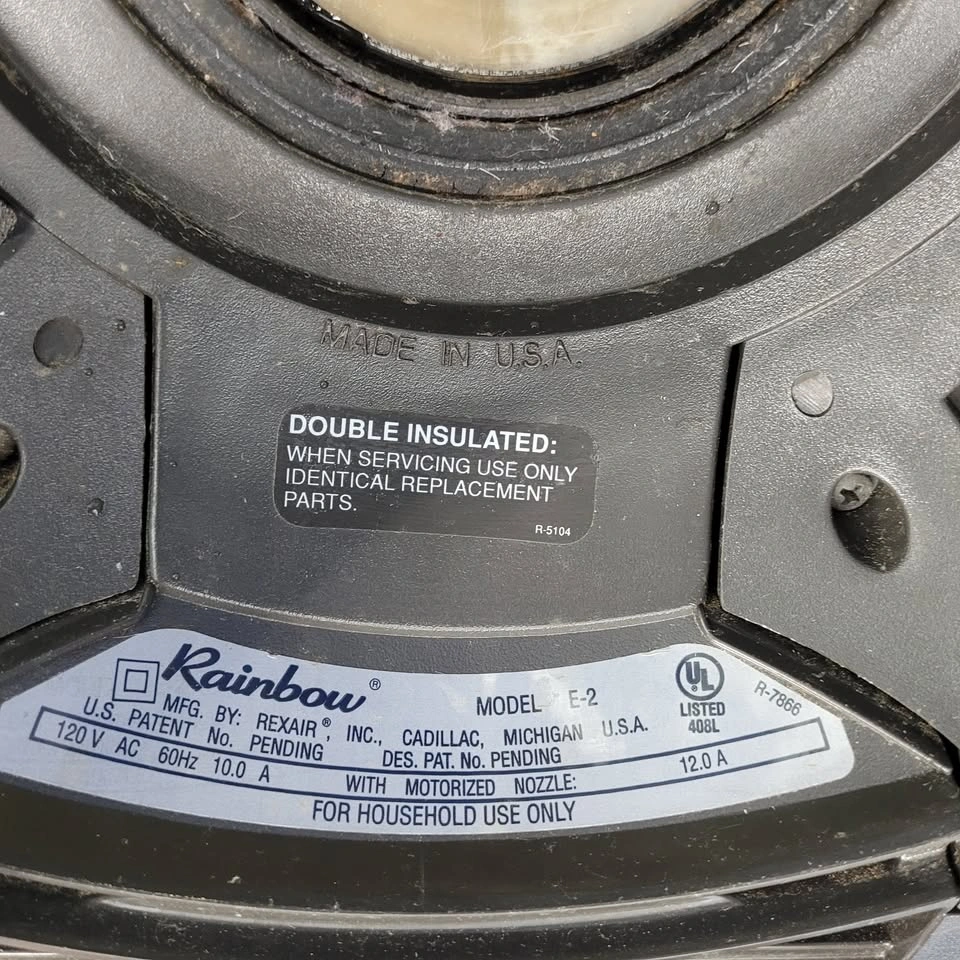 MADE IN U.S.A.
DOUBLE INSULATED:
WHEN SERVICING USE ONLY
IDENTICAL REPLACEMENT
PARTS.
R-5104
Rainbow®
MODEL E-2
UL
LISTED
408L
R-7866
MFG. BY: REXAIR®, INC., CADILLAC, MICHIGAN U.S.A.
U.S. PATENT No. PENDING DES. PAT. No. PENDING
120 V AC 60Hz 10.0 A WITH MOTORIZED NOZZLE: 12.0 A
FOR HOUSEHOLD USE ONLY